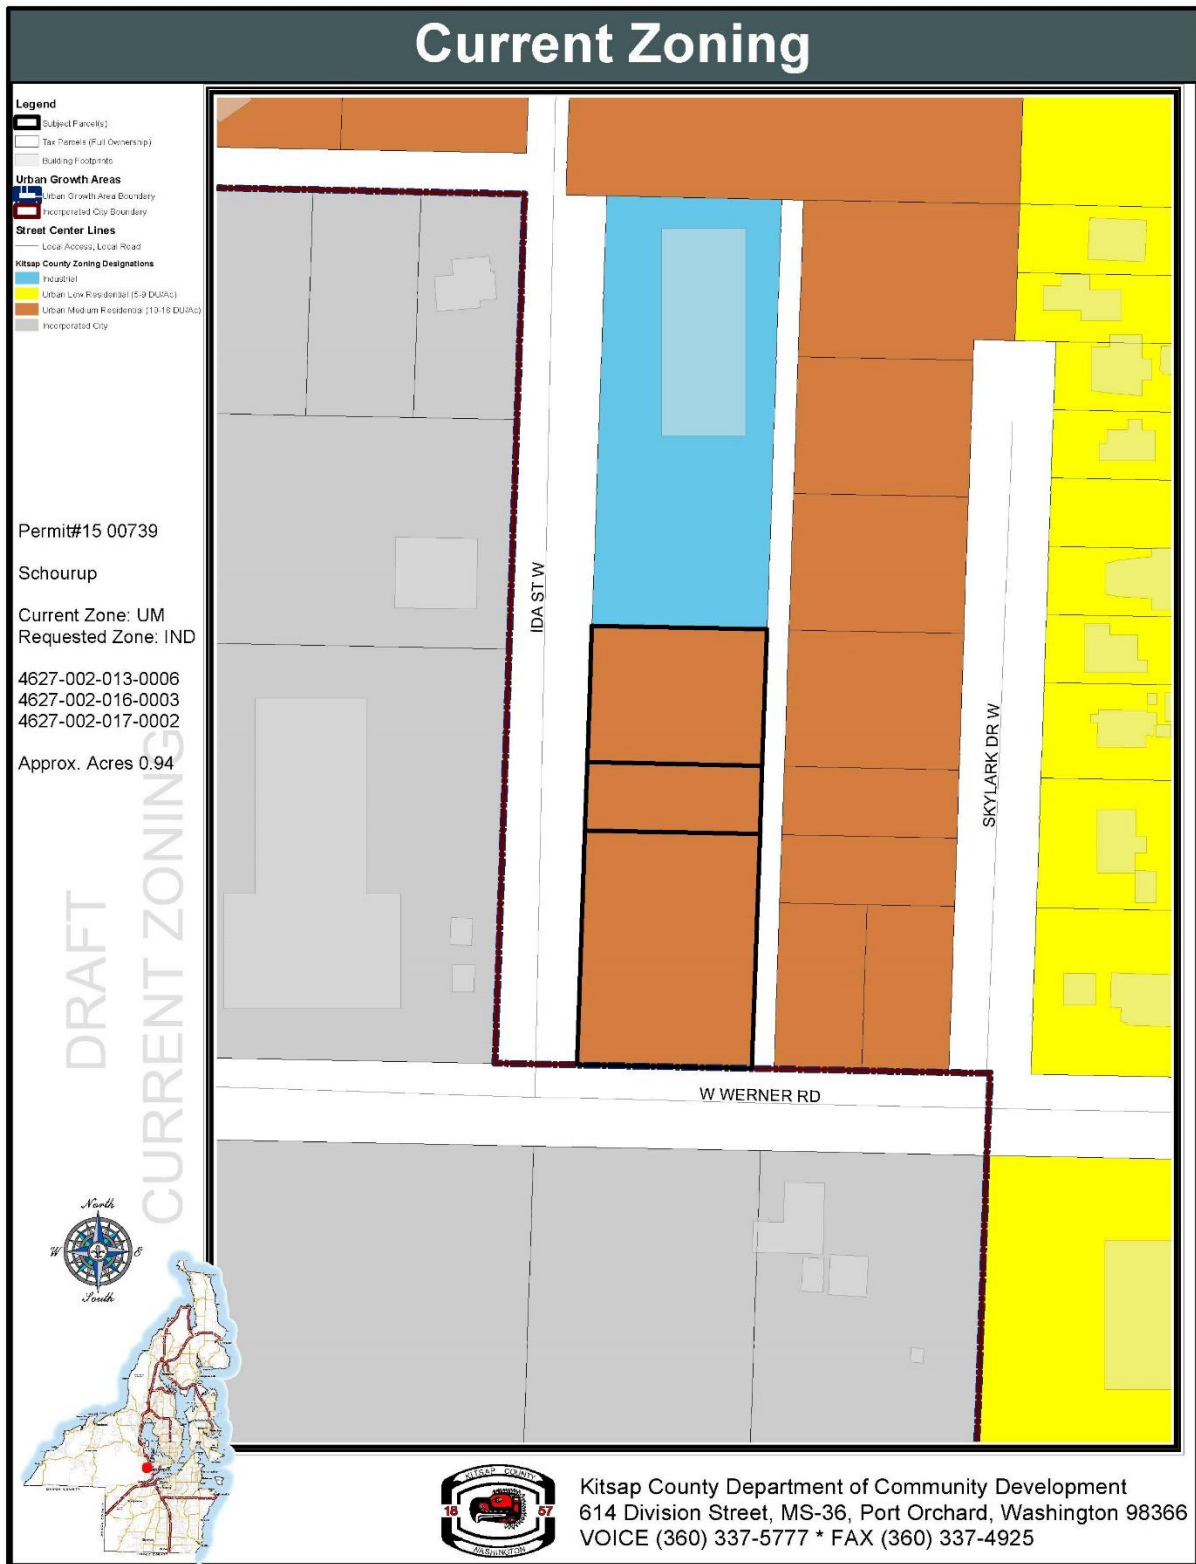 Current Zoning
Legend
Subject Parcel(s)
Tax Parcels (Full Ownership)
Building Footprints
Urban Growth Areas
Urban Growth Area Boundary
Incorporated City Boundary
Street Center Lines
Local Access; Local Road
Kitsap County Zoning Designations
Industrial
Urban Low Residential (5-9 DU/Ac)
Urban Medium Residential (10-18 DU/Ac)
Incorporated City
Permit#15 00739
Schourup
Current Zone: UM
Requested Zone: IND
4627-002-013-0006
4627-002-016-0003
4627-002-017-0002
Approx. Acres 0.94
DRAFT
CURRENT ZONING
IDA ST W
SKYLARK DR W
W WERNER RD
North
W
E
South
KITSAP COUNTY
18 57
WASHINGTON
Kitsap County Department of Community Development
614 Division Street, MS-36, Port Orchard, Washington 98366
VOICE (360) 337-5777 * FAX (360) 337-4925